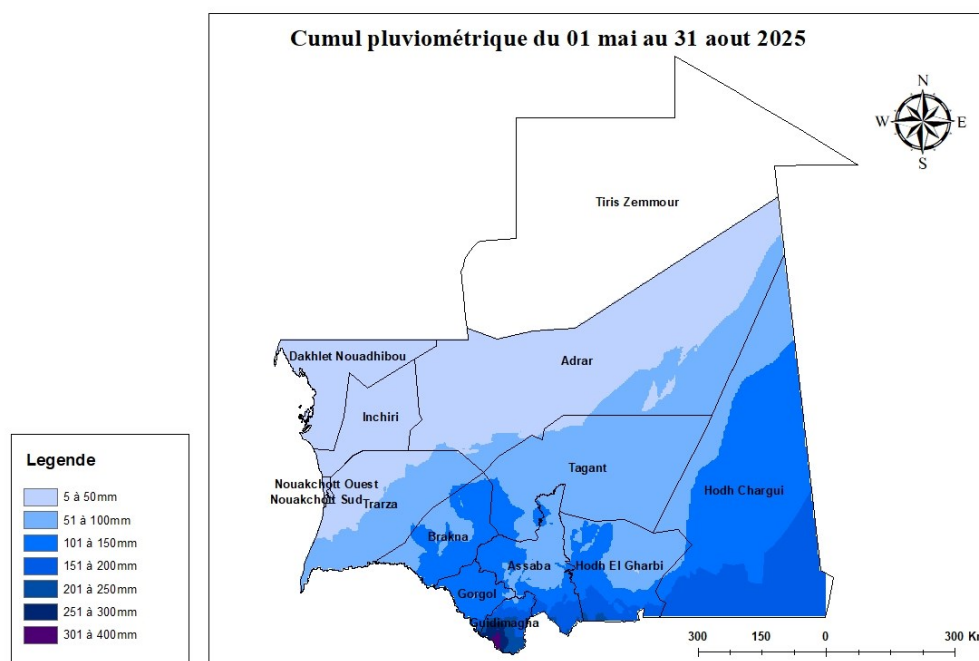 Cumul pluviométrique du 01 mai au 31 aout 2025
N
W E
S
Tiris Zemmour
Dakhlet Nouadhibou
Adrar
Inchiri
Tagant
Nouakchott Ouest
Nouakchott Sud
Trarza
Hodh Chargui
Brakna
Assaba
Hodh El Gharbi
Gorgol
Guidimagha
Legende
5 à 50mm
51 à 100mm
101 à 150mm
151 à 200mm
201 à 250mm
251 à 300mm
301 à 400mm
300 150 0 300 Km